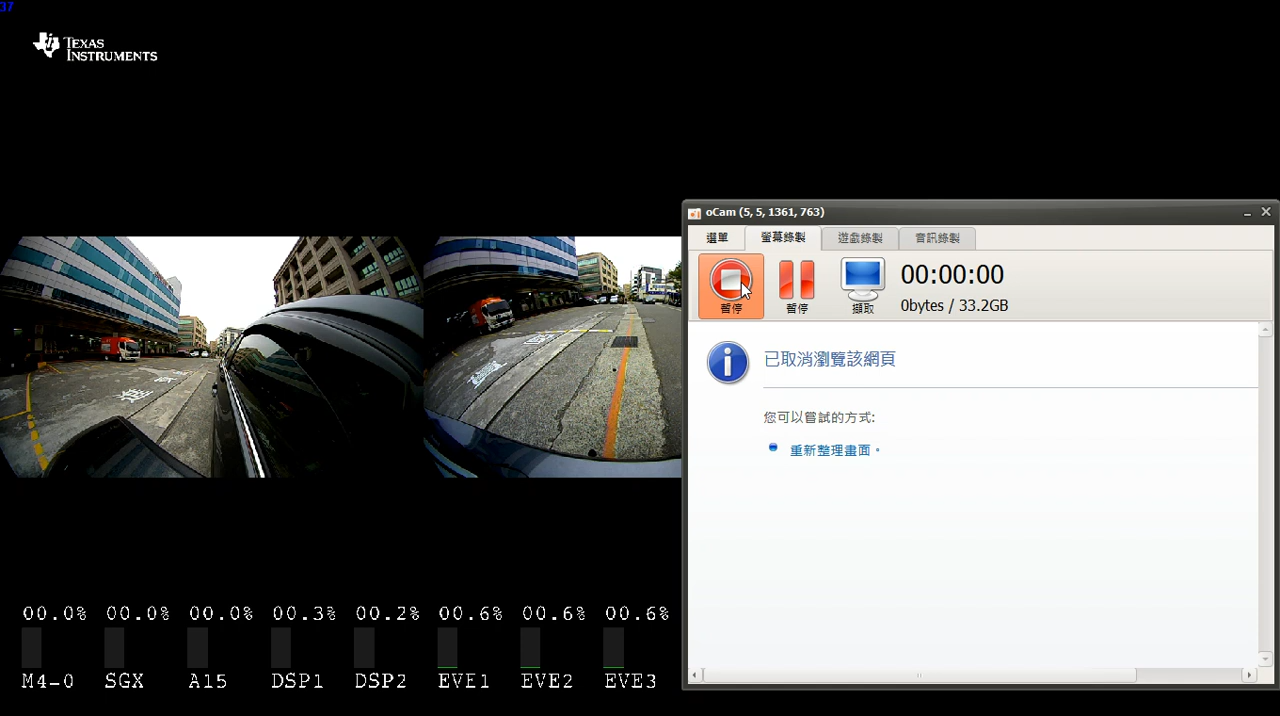 37
TEXAS
INSTRUMENTS
oCam (5, 5, 1361, 763)
選單 螢幕錄製 遊戲錄製 音訊錄製
暫停 暫停 擷取
00:00:00
0bytes / 33.2GB
已取消瀏覽該網頁
您可以嘗試的方式:
重新整理畫面。
00.0% 00.0% 00.0% 00.3% 00.2% 00.6% 00.6% 00.6%
M4-0 SGX A15 DSP1 DSP2 EVE1 EVE2 EVE3